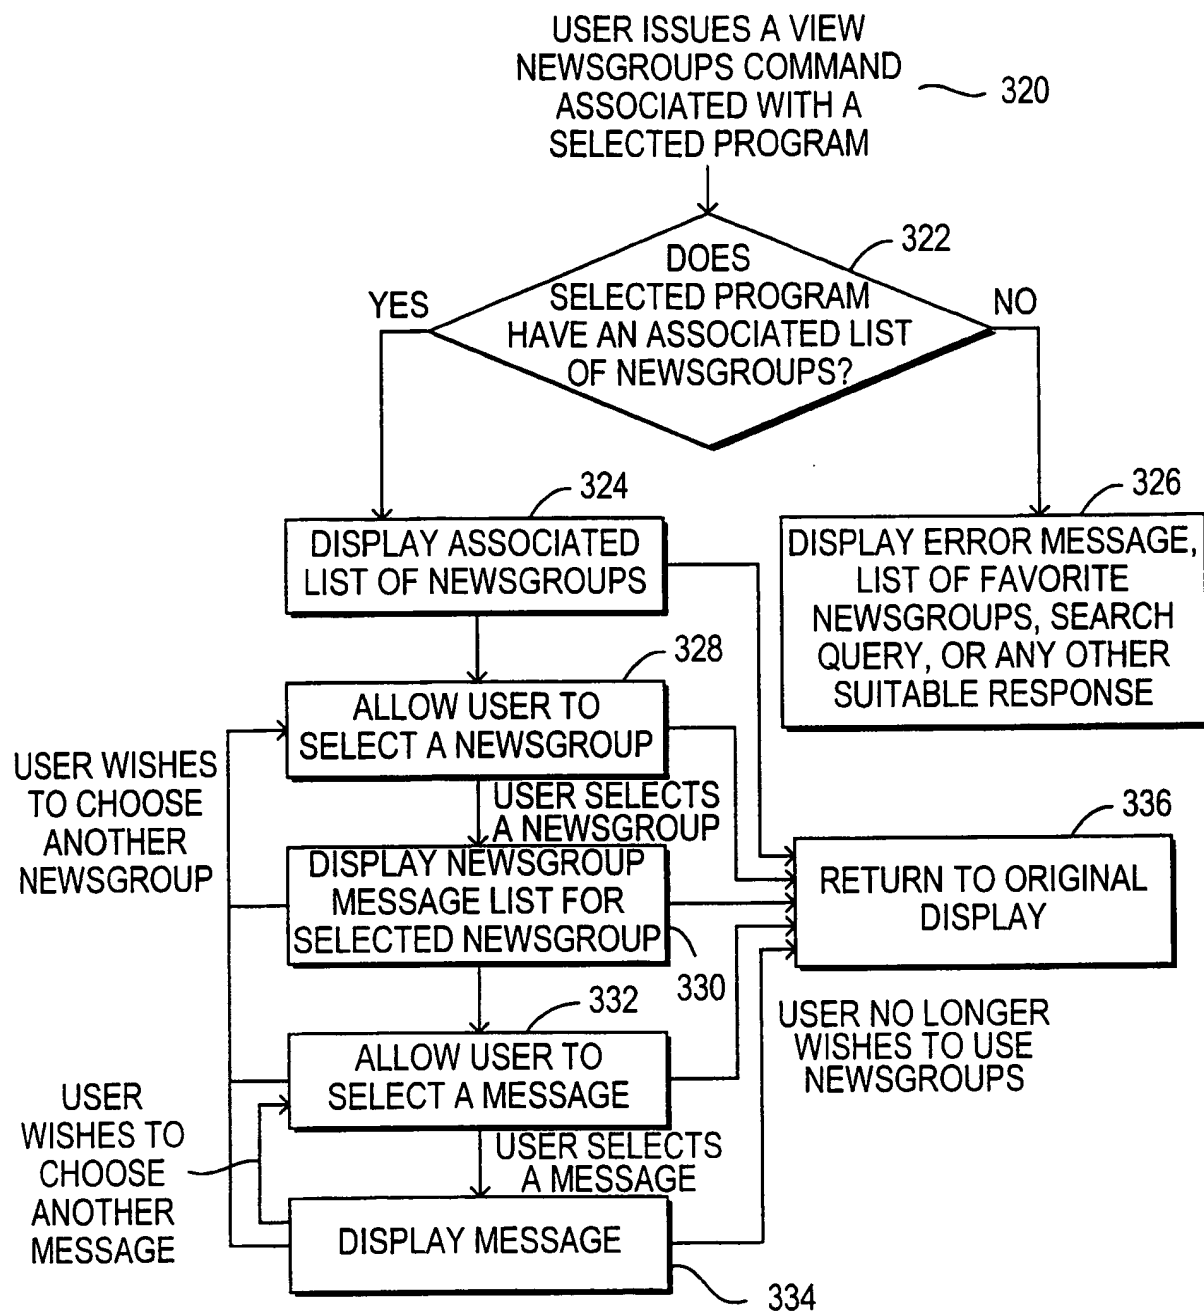 USER ISSUES A VIEW
NEWSGROUPS COMMAND
ASSOCIATED WITH A
SELECTED PROGRAM
320
322
DOES
SELECTED PROGRAM
HAVE AN ASSOCIATED LIST
OF NEWSGROUPS?
YES
NO
324
DISPLAY ASSOCIATED
LIST OF NEWSGROUPS
326
DISPLAY ERROR MESSAGE,
LIST OF FAVORITE
NEWSGROUPS, SEARCH
QUERY, OR ANY OTHER
SUITABLE RESPONSE
328
ALLOW USER TO
SELECT A NEWSGROUP
USER WISHES
TO CHOOSE
ANOTHER
NEWSGROUP
USER SELECTS
A NEWSGROUP
DISPLAY NEWSGROUP
MESSAGE LIST FOR
SELECTED NEWSGROUP
330
336
RETURN TO ORIGINAL
DISPLAY
USER NO LONGER
WISHES TO USE
NEWSGROUPS
332
ALLOW USER TO
SELECT A MESSAGE
USER
WISHES TO
CHOOSE
ANOTHER
MESSAGE
USER SELECTS
A MESSAGE
DISPLAY MESSAGE
334